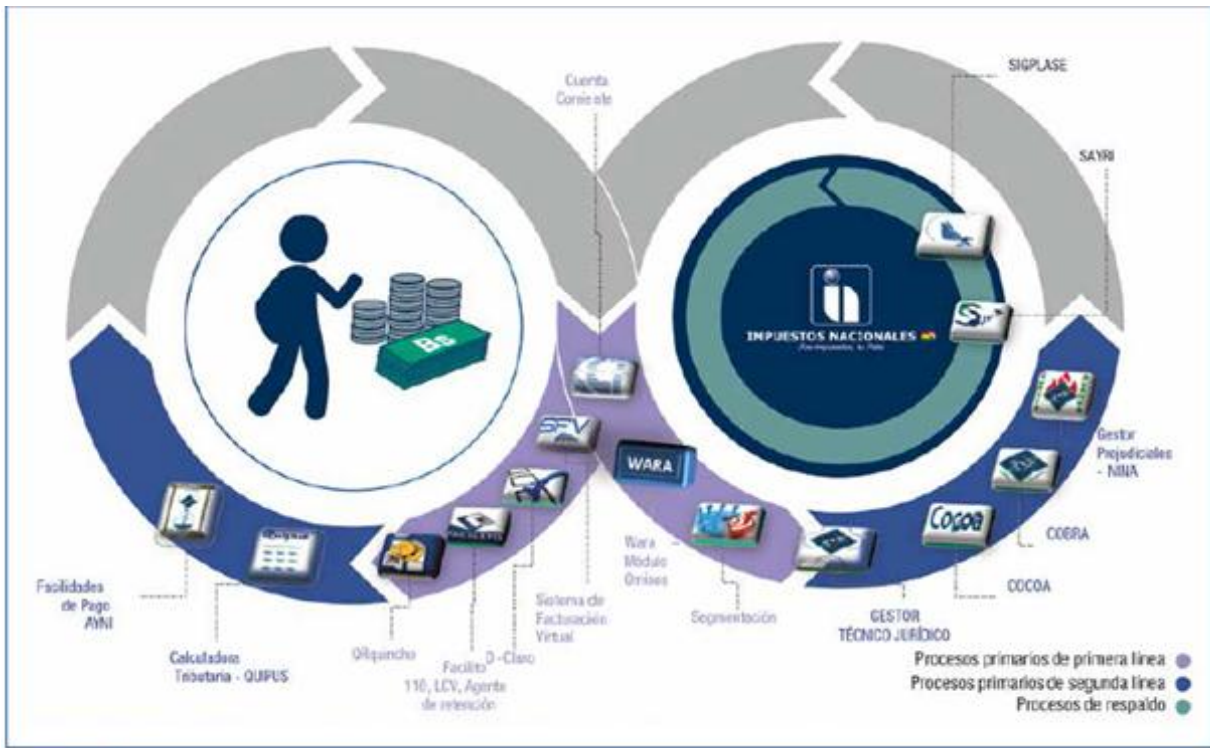 Cuenta
Corriente
SIGPLASE
SAYRI
Bs
IMPUESTOS NACIONALES
SFV
WARA
Cocoa
Gestor
Prejudiciales
- NINA
COBRA
COCOA
GESTOR
TÉCNICO JURÍDICO
Wara
Módulo
Omisos
Segmentación
Sistema de
Facturación
Virtual
Facilidades
de Pago
AYNI
Calculadora
Tributaria - QUIPUS
QRquincho
D-Claro
Facilito
110, LCV, Agente
de retención
Procesos primarios de primera línea
Procesos primarios de segunda línea
Procesos de respaldo